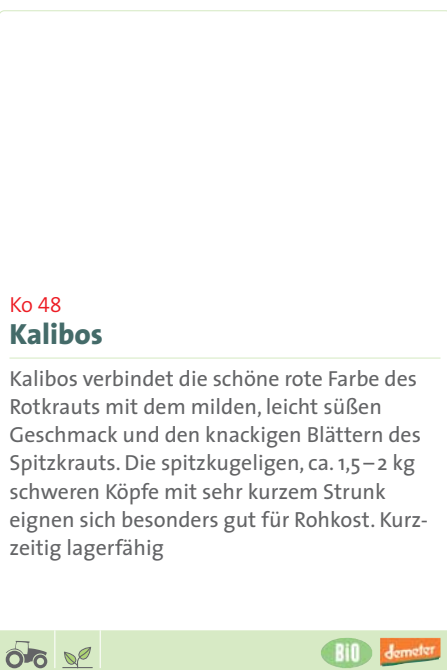 Ko 48
Kalibos
Kalibos verbindet die schöne rote Farbe des
Rotkrauts mit dem milden, leicht süßen
Geschmack und den knackigen Blättern des
Spitzkrauts. Die spitzkugeligen, ca. 1,5–2 kg
schweren Köpfe mit sehr kurzem Strunk
eignen sich besonders gut für Rohkost. Kurz-
zeitig lagerfähig
BiO demeter